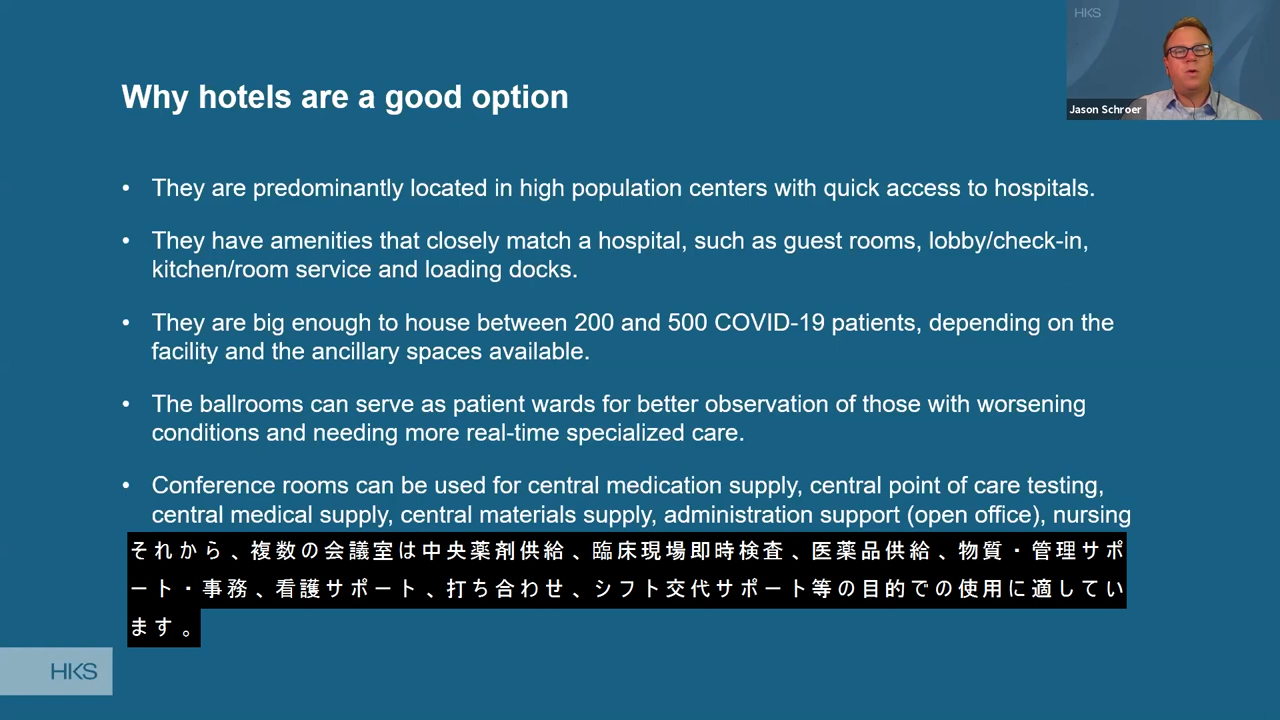 HKS
Jason Schroer
Why hotels are a good option
• They are predominantly located in high population centers with quick access to hospitals.
• They have amenities that closely match a hospital, such as guest rooms, lobby/check-in,
kitchen/room service and loading docks.
• They are big enough to house between 200 and 500 COVID-19 patients, depending on the
facility and the ancillary spaces available.
• The ballrooms can serve as patient wards for better observation of those with worsening
conditions and needing more real-time specialized care.
• Conference rooms can be used for central medication supply, central point of care testing,
central medical supply, central materials supply, administration support (open office), nursing
それから、複数の会議室は中央薬剤供給、臨床現場即時検査、医薬品供給、物質・管理サポ
ート・事務、看護サポート、打ち合わせ、シフト交代サポート等の目的での使用に適してい
ます。
HKS